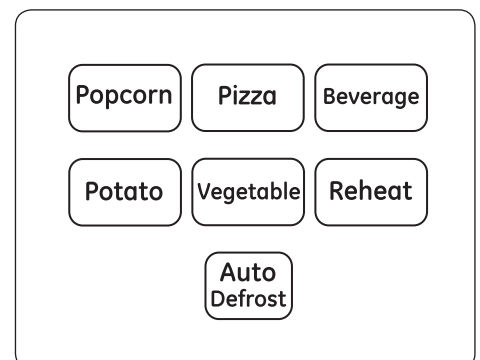 Popcorn Pizza Beverage
Potato Vegetable Reheat
Auto
Defrost